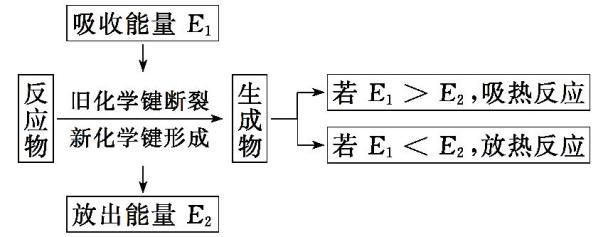 吸收能量 E₁
反应物
旧化学键断裂
新化学键形成
生成物
若 E₁ > E₂,吸热反应
若 E₁ < E₂,放热反应
放出能量 E₂